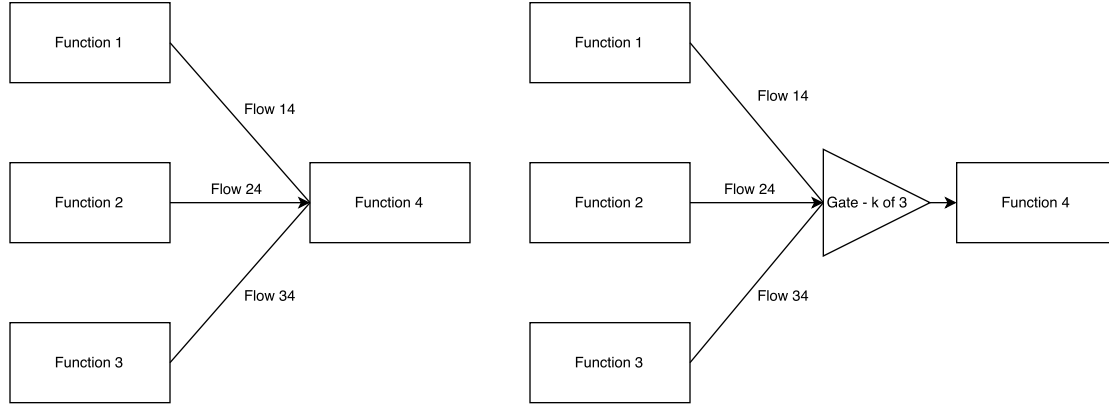 Function 1
Flow 14
Function 2
Flow 24
Function 4
Flow 34
Function 3
Function 1
Flow 14
Function 2
Flow 24
Gate - k of 3
Function 4
Flow 34
Function 3